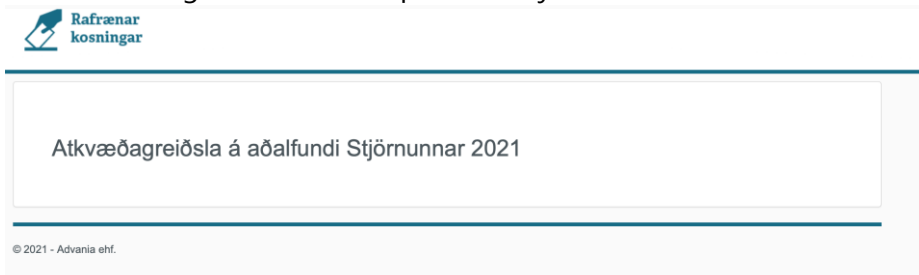 Rafrænar
kosningar
Atkvæðagreiðsla á aðalfundi Stjörnunnar 2021
© 2021 - Advania ehf.